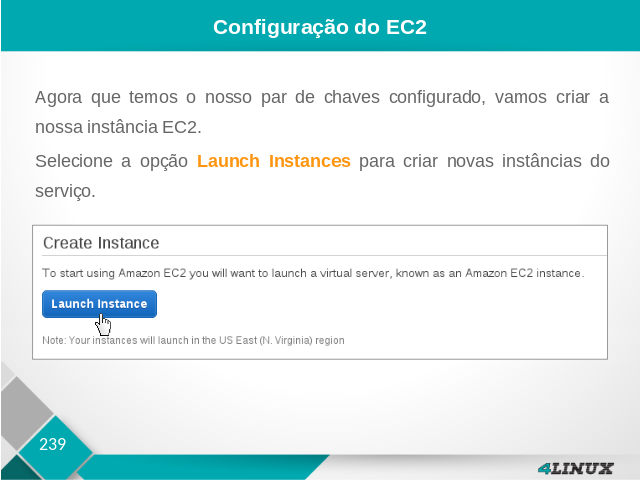 Configuração do EC2
Agora que temos o nosso par de chaves configurado, vamos criar a
nossa instância EC2.
Selecione a opção Launch Instances para criar novas instâncias do
serviço.
Create Instance
To start using Amazon EC2 you will want to launch a virtual server, known as an Amazon EC2 instance.
Launch Instance
Note: Your instances will launch in the US East (N. Virginia) region
239
4LINUX